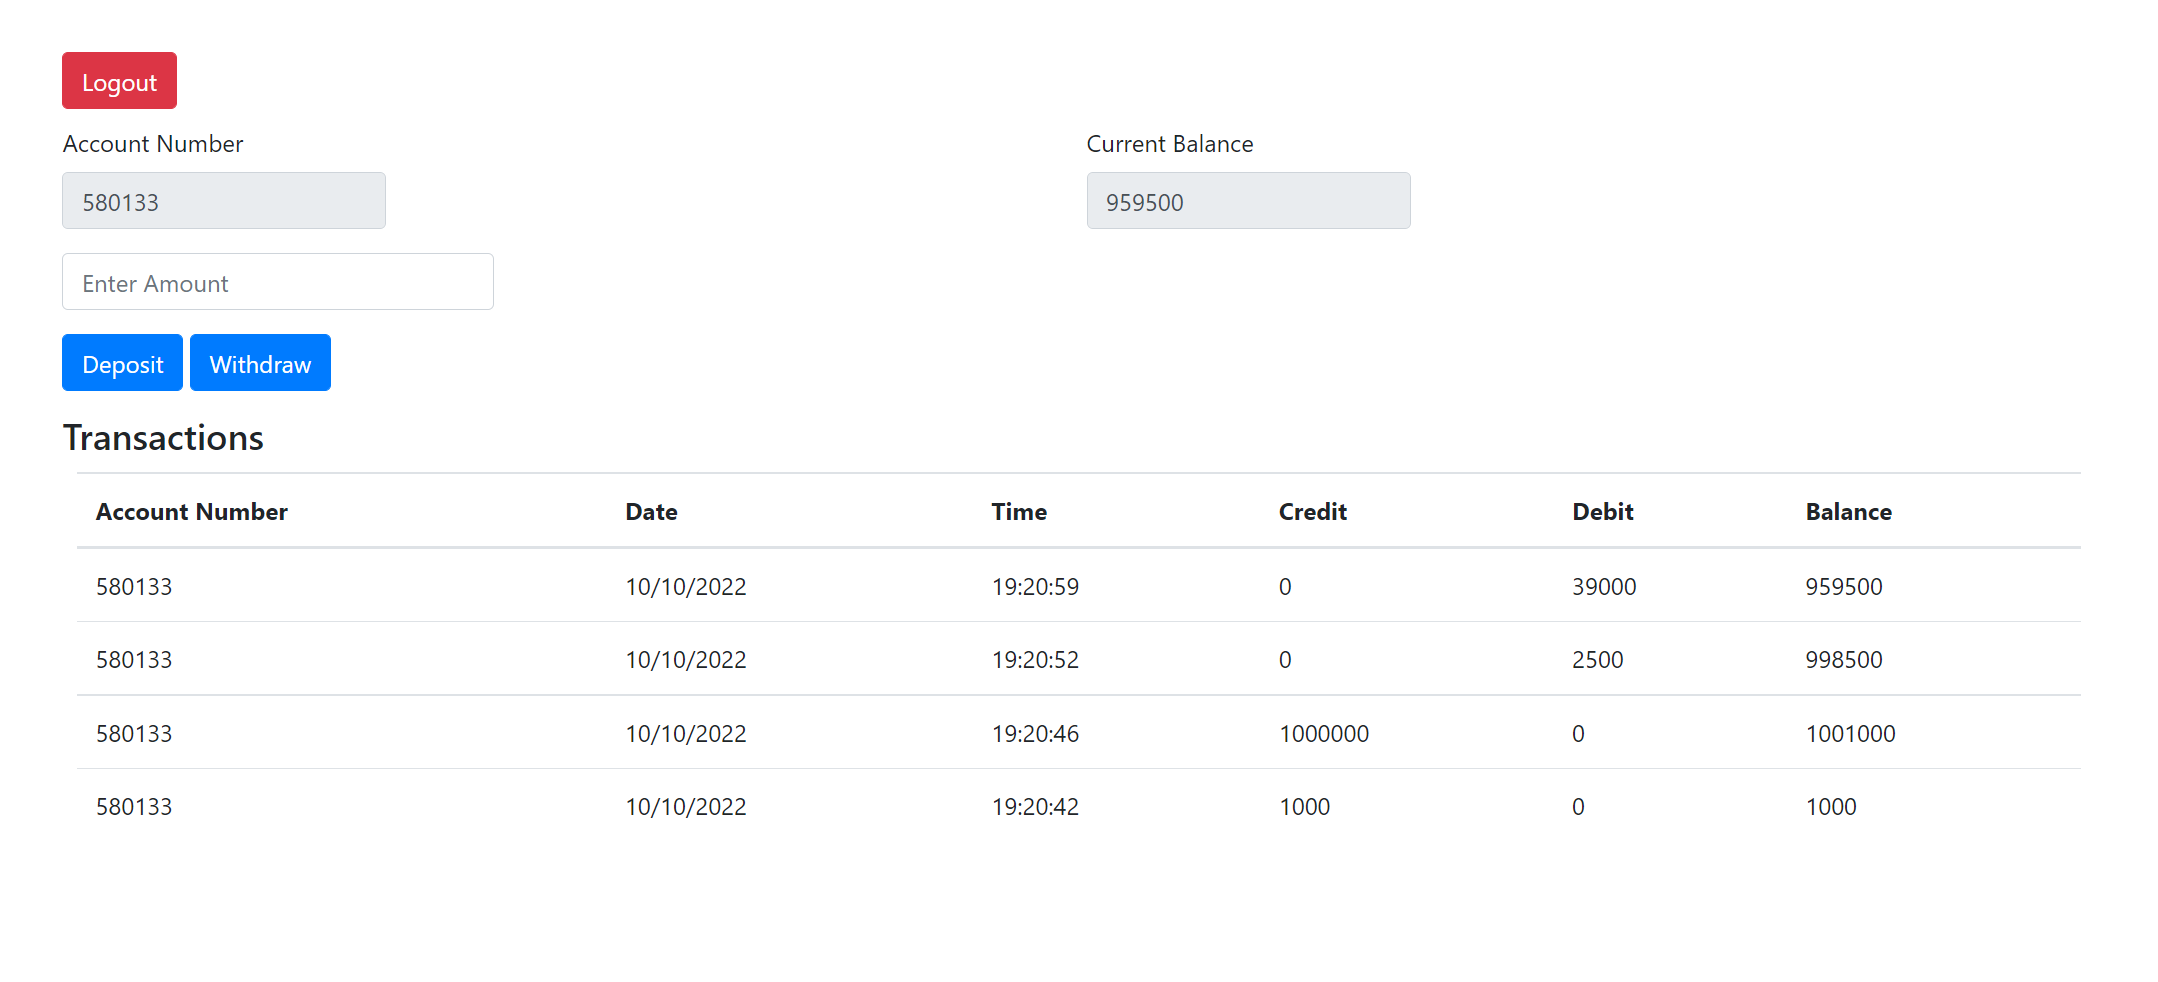 Logout
Account Number Current Balance
580133 959500
Enter Amount
Deposit Withdraw
Transactions
Account Number Date Time Credit Debit Balance
580133 10/10/2022 19:20:59 0 39000 959500
580133 10/10/2022 19:20:52 0 2500 998500
580133 10/10/2022 19:20:46 1000000 0 1001000
580133 10/10/2022 19:20:42 1000 0 1000